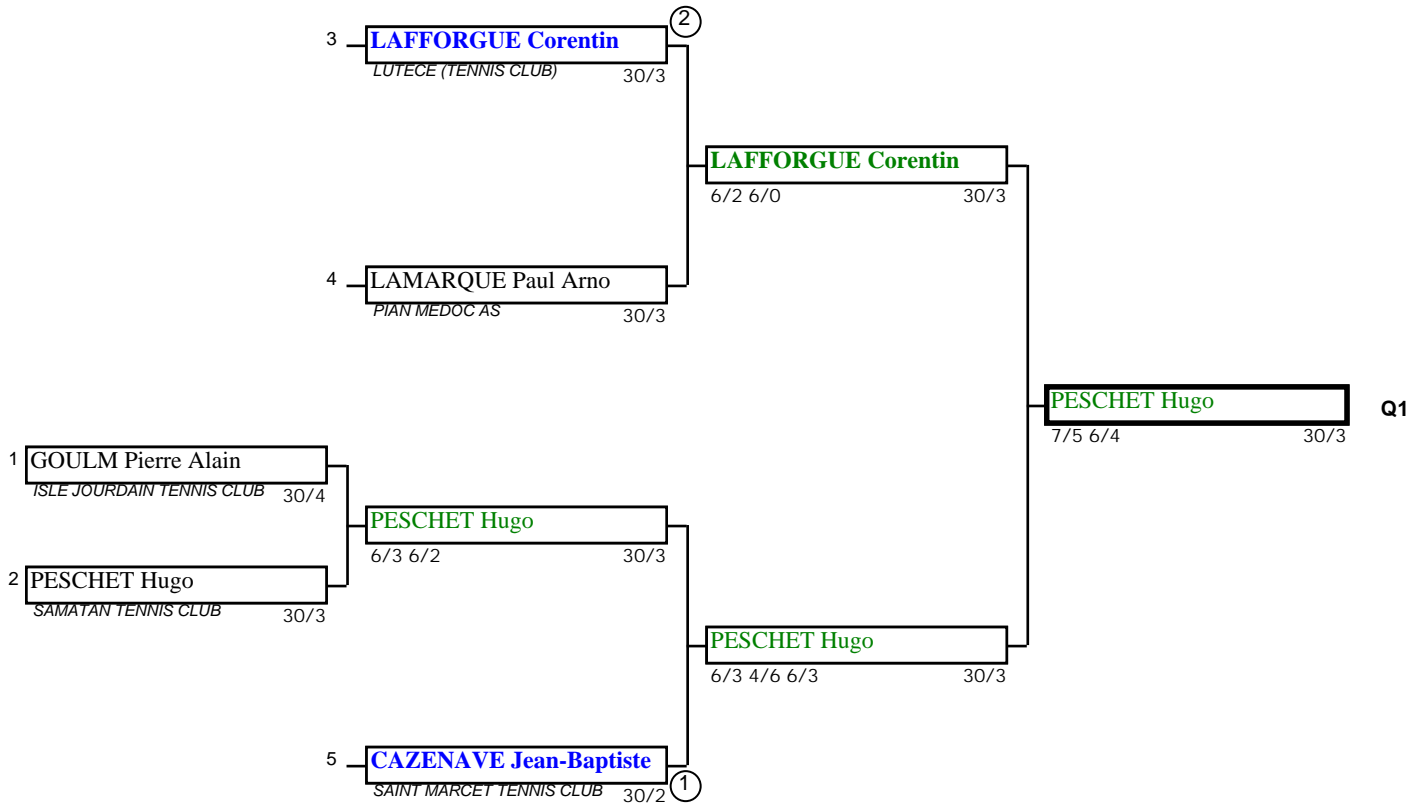 2
3 LAFFORGUE Corentin
LUTECE (TENNIS CLUB) 30/3
LAFFORGUE Corentin
6/2 6/0 30/3
4 LAMARQUE Paul Arno
PIAN MEDOC AS 30/3
PESCHET Hugo Q1
7/5 6/4 30/3
1 GOULM Pierre Alain
ISLE JOURDAIN TENNIS CLUB 30/4
PESCHET Hugo
6/3 6/2 30/3
2 PESCHET Hugo
SAMATAN TENNIS CLUB 30/3
PESCHET Hugo
6/3 4/6 6/3 30/3
5 CAZENAVE Jean-Baptiste
SAINT MARCET TENNIS CLUB 30/2 1